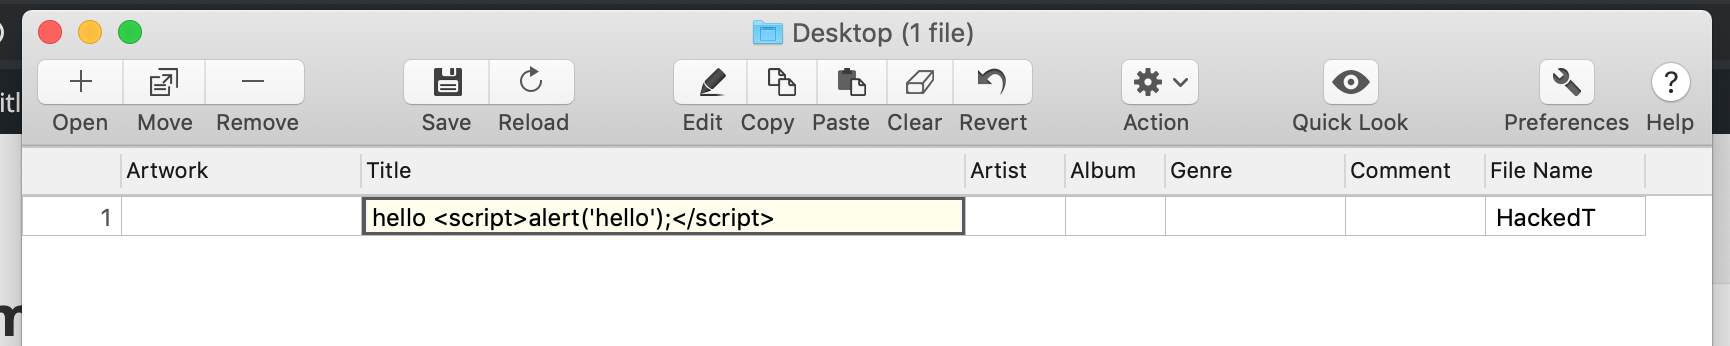 Desktop (1 file)
Open Move Remove Save Reload Edit Copy Paste Clear Revert Action Quick Look Preferences ? Help
Artwork Title Artist Album Genre Comment File Name
1 hello <script>alert('hello');</script> HackedT